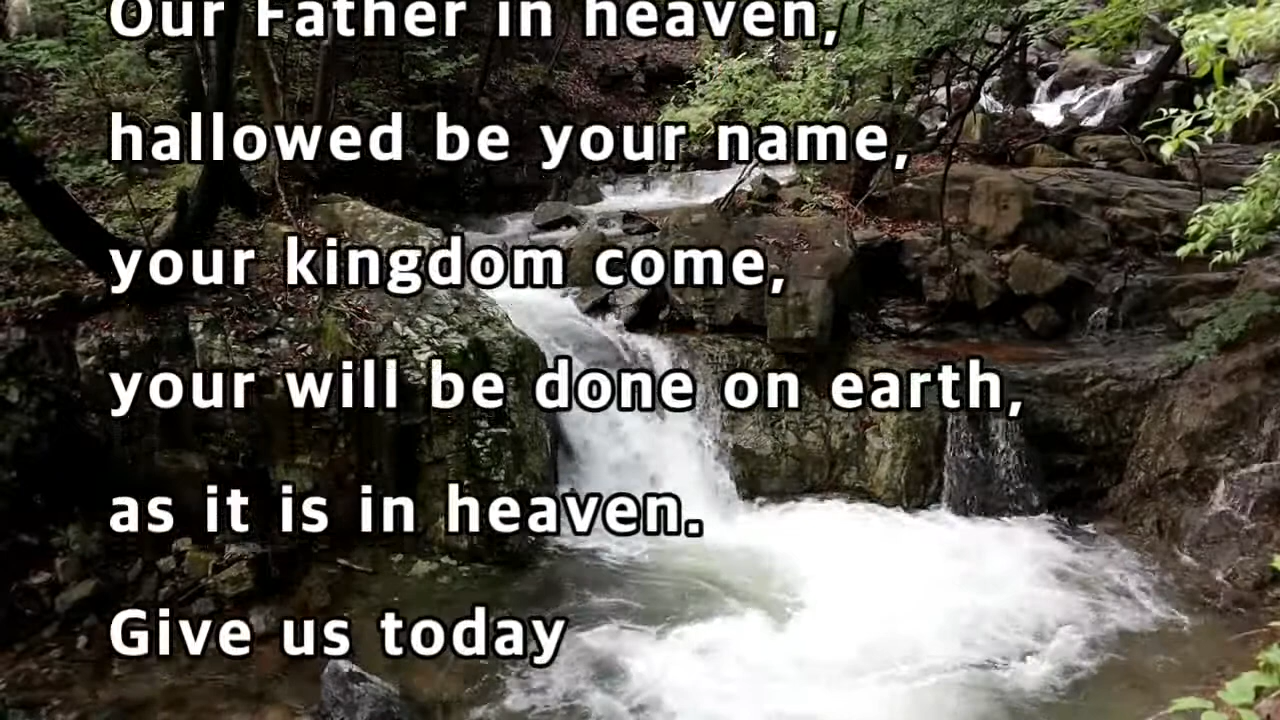 Our Father in heaven,
hallowed be your name,
your kingdom come,
your will be done on earth,
as it is in heaven.
Give us today